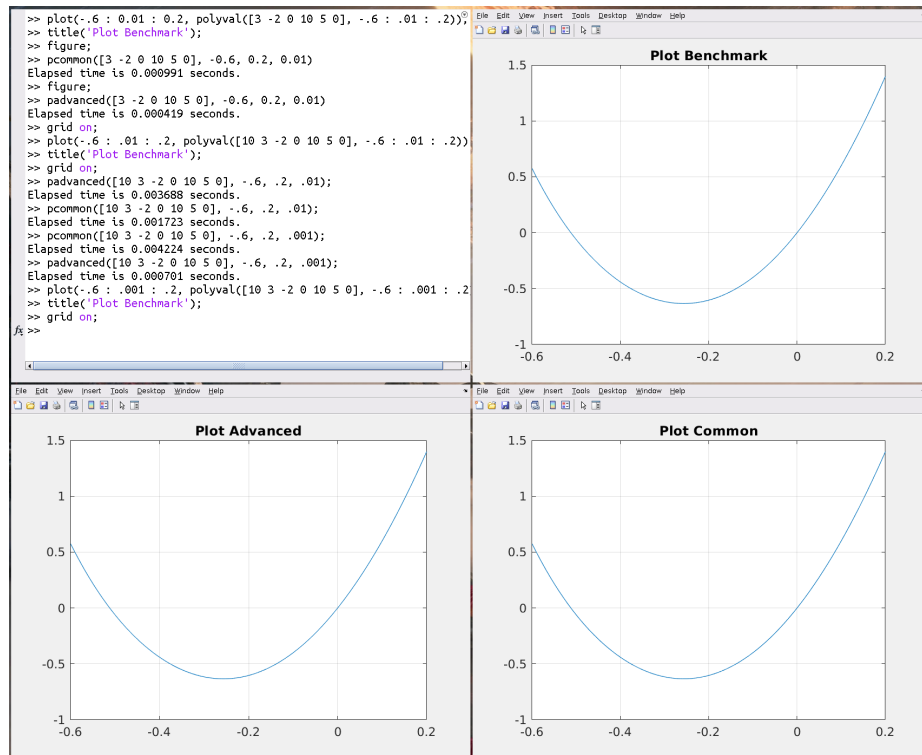 >> plot(-.6 : 0.01 : 0.2, polyval([3 -2 0 10 5 0], -.6 : .01 : .2));
>> title('Plot Benchmark');
>> figure;
>> pcommon([3 -2 0 10 5 0], -0.6, 0.2, 0.01)
Elapsed time is 0.000991 seconds.
>> figure;
>> padvanced([3 -2 0 10 5 0], -0.6, 0.2, 0.01)
Elapsed time is 0.000419 seconds.
>> grid on;
>> plot(-.6 : .01 : .2, polyval([10 3 -2 0 10 5 0], -.6 : .01 : .2))
>> title('Plot Benchmark');
>> grid on;
>> padvanced([10 3 -2 0 10 5 0], -.6, .2, .01);
Elapsed time is 0.003688 seconds.
>> pcommon([10 3 -2 0 10 5 0], -.6, .2, .01);
Elapsed time is 0.001723 seconds.
>> pcommon([10 3 -2 0 10 5 0], -.6, .2, .001);
Elapsed time is 0.004224 seconds.
>> padvanced([10 3 -2 0 10 5 0], -.6, .2, .001);
Elapsed time is 0.000701 seconds.
>> plot(-.6 : .001 : .2, polyval([10 3 -2 0 10 5 0], -.6 : .001 : .2
>> title('Plot Benchmark');
>> grid on;
fx >>
File Edit View Insert Tools Desktop Window Help
Plot Benchmark
1.5
1
0.5
0
-0.5
-1
-0.6 -0.4 -0.2 0 0.2
File Edit View Insert Tools Desktop Window Help
Plot Advanced
1.5
1
0.5
0
-0.5
-1
-0.6 -0.4 -0.2 0 0.2
File Edit View Insert Tools Desktop Window Help
Plot Common
1.5
1
0.5
0
-0.5
-1
-0.6 -0.4 -0.2 0 0.2